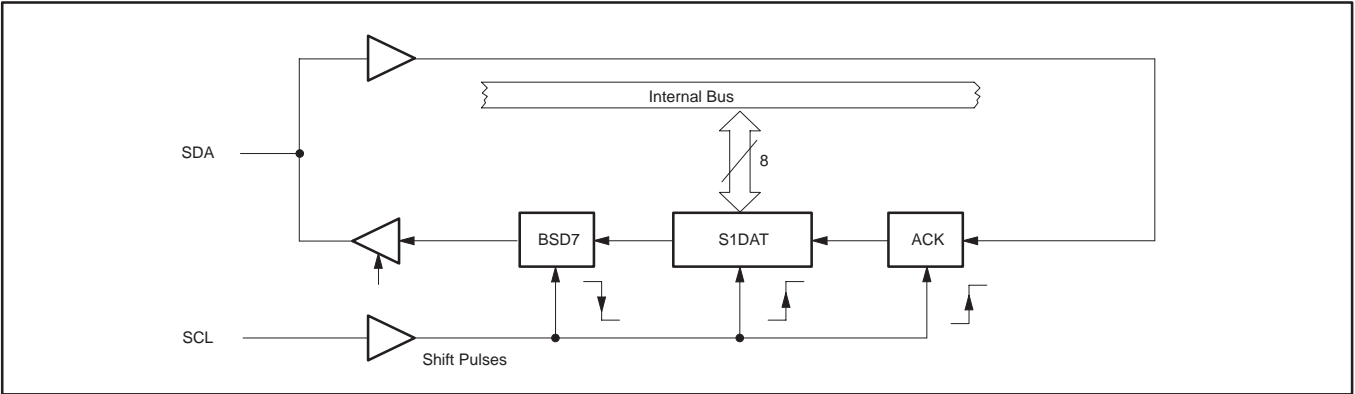 Internal Bus
SDA
8
BSD7
S1DAT
ACK
SCL
Shift Pulses